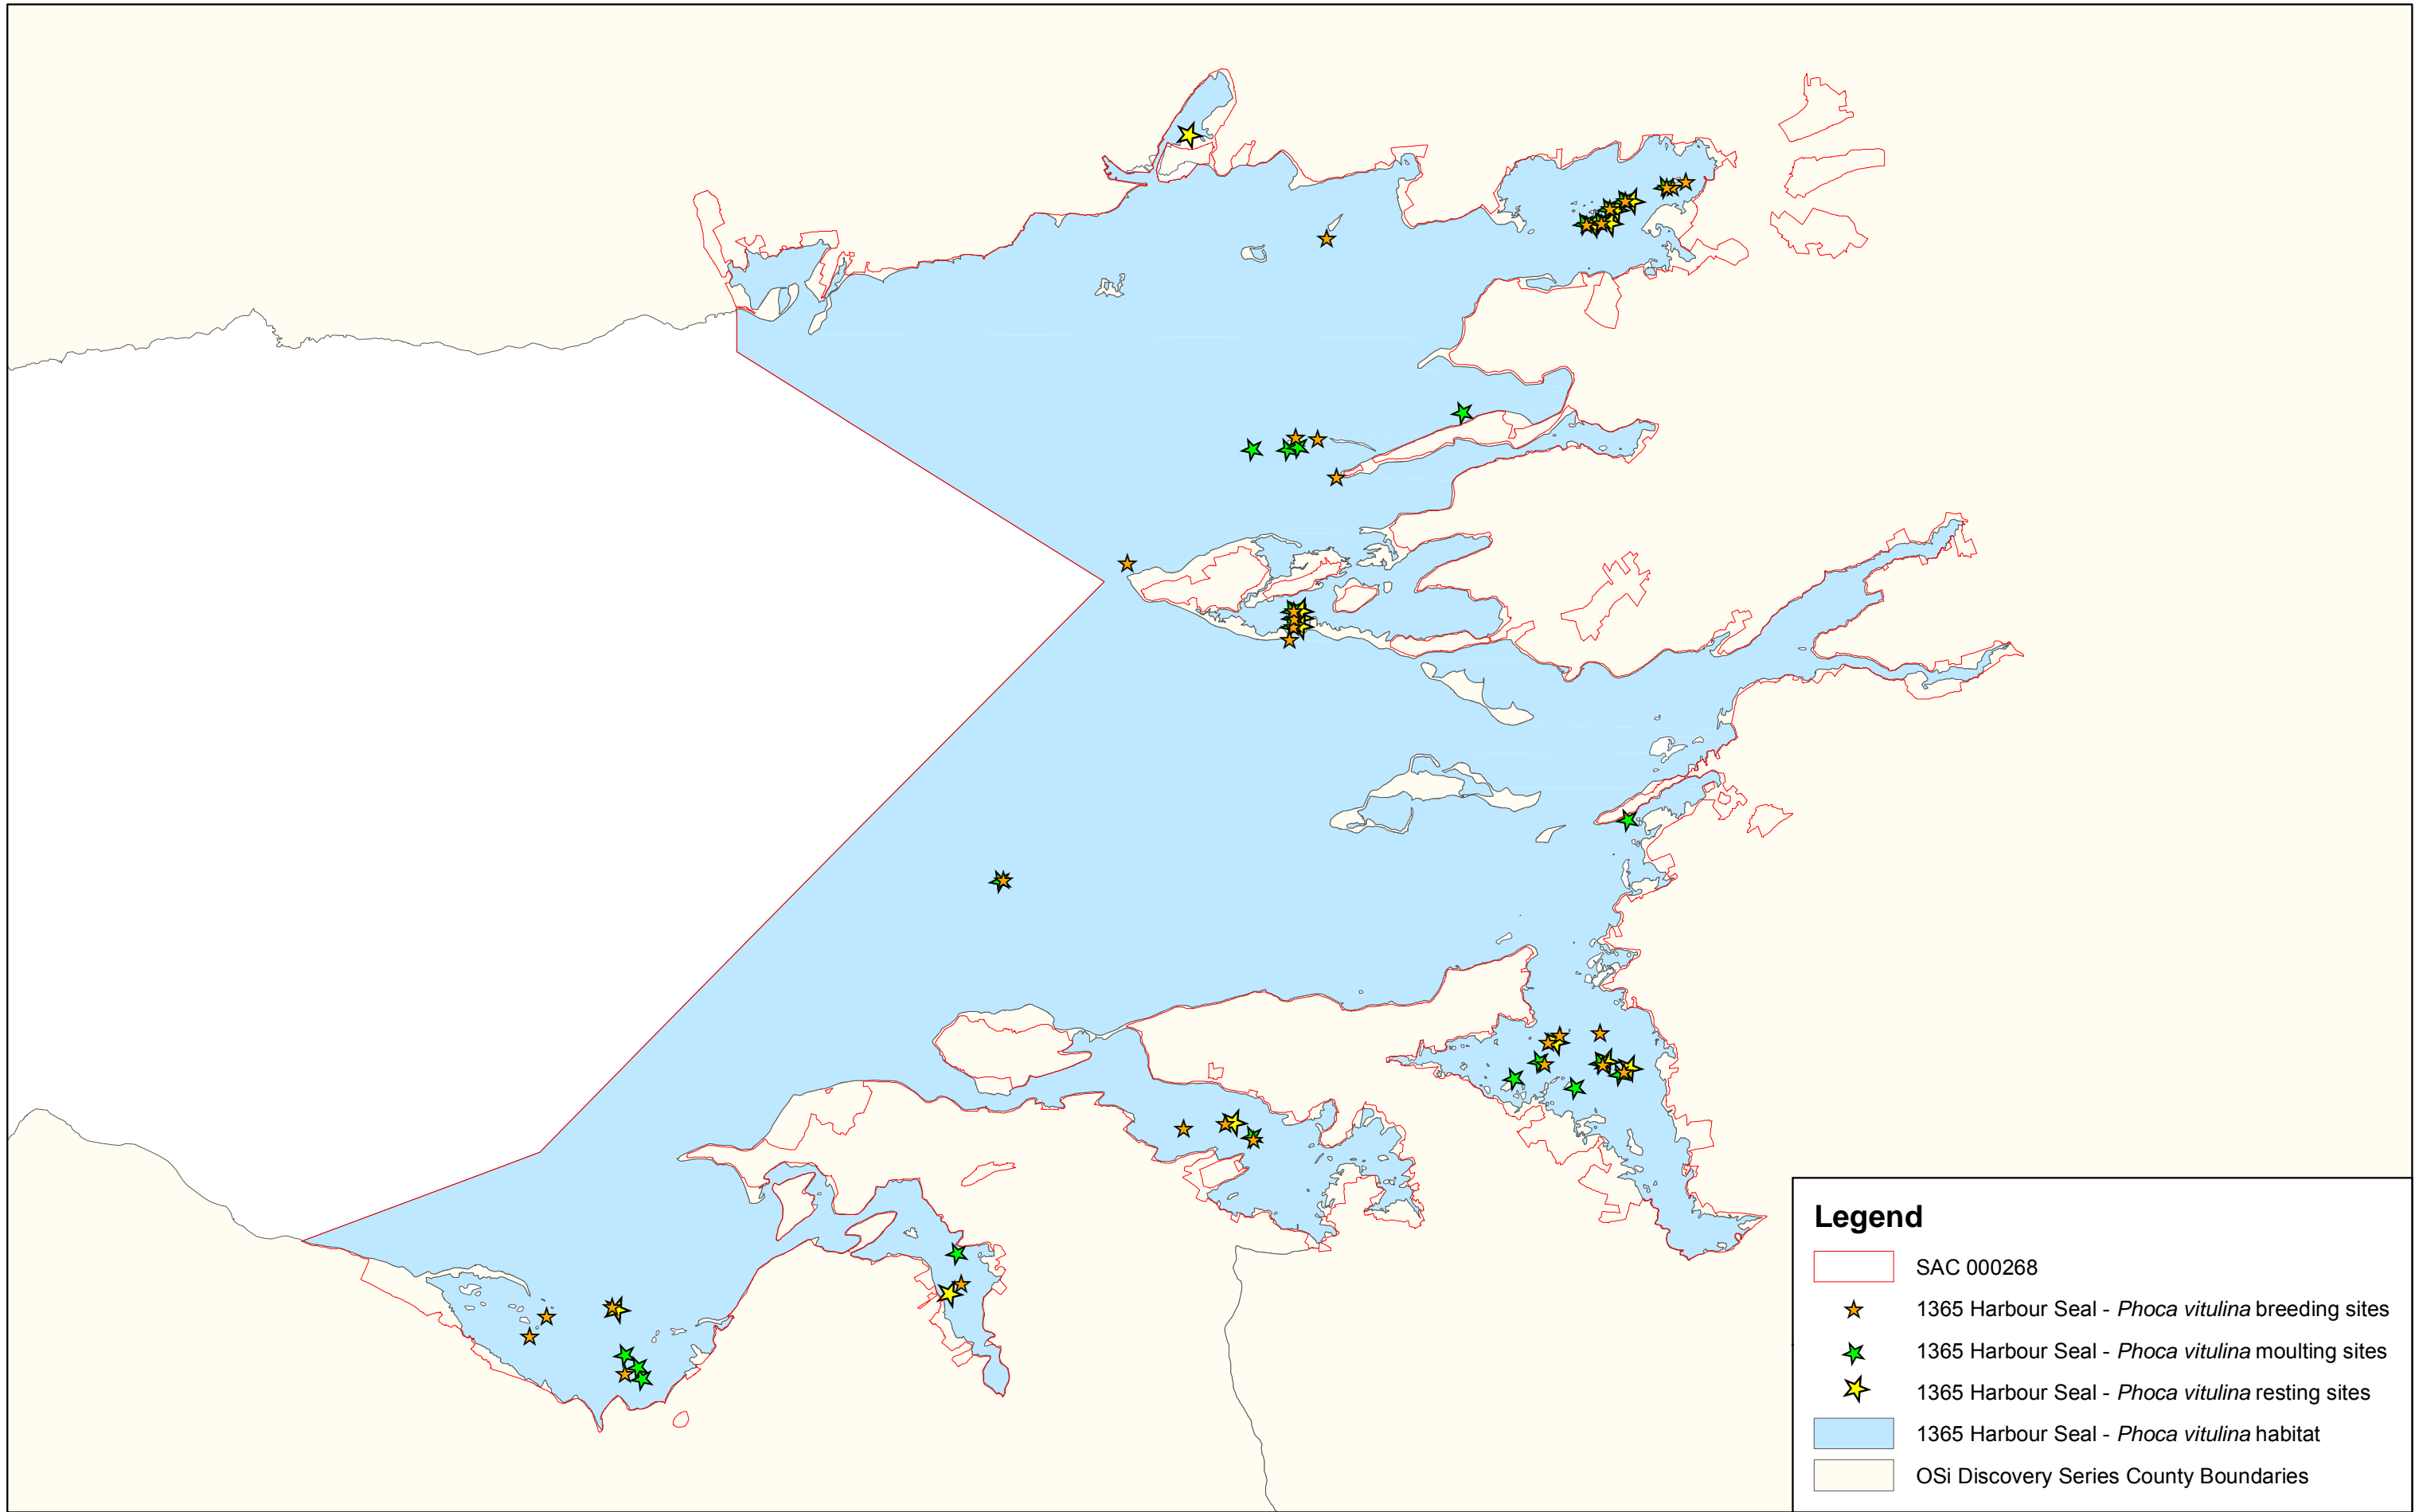 Legend
SAC 000268
1365 Harbour Seal - Phoca vitulina breeding sites
1365 Harbour Seal - Phoca vitulina moulting sites
1365 Harbour Seal - Phoca vitulina resting sites
1365 Harbour Seal - Phoca vitulina habitat
OSi Discovery Series County Boundaries